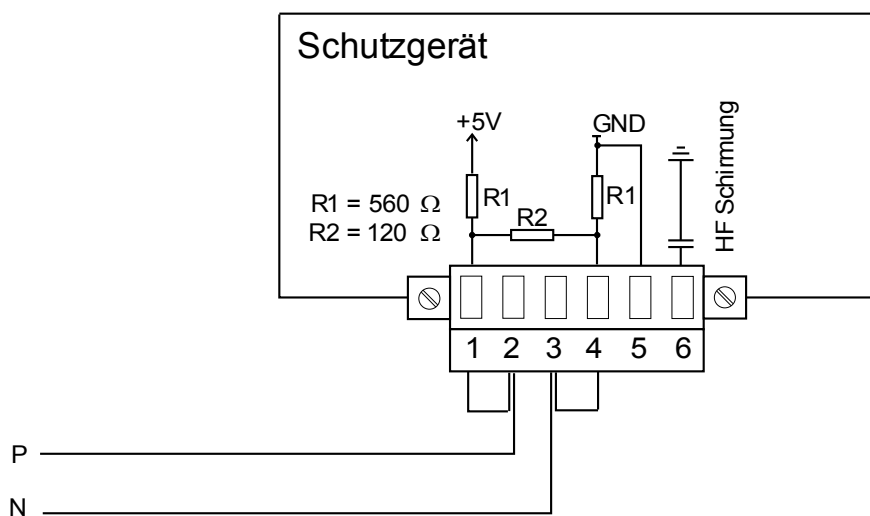 Schutzgerät
+5V
GND
HF Schirmung
R1
R1
R1 = 560 Ω
R2
R2 = 120 Ω
1 2 3 4 5 6
P
N